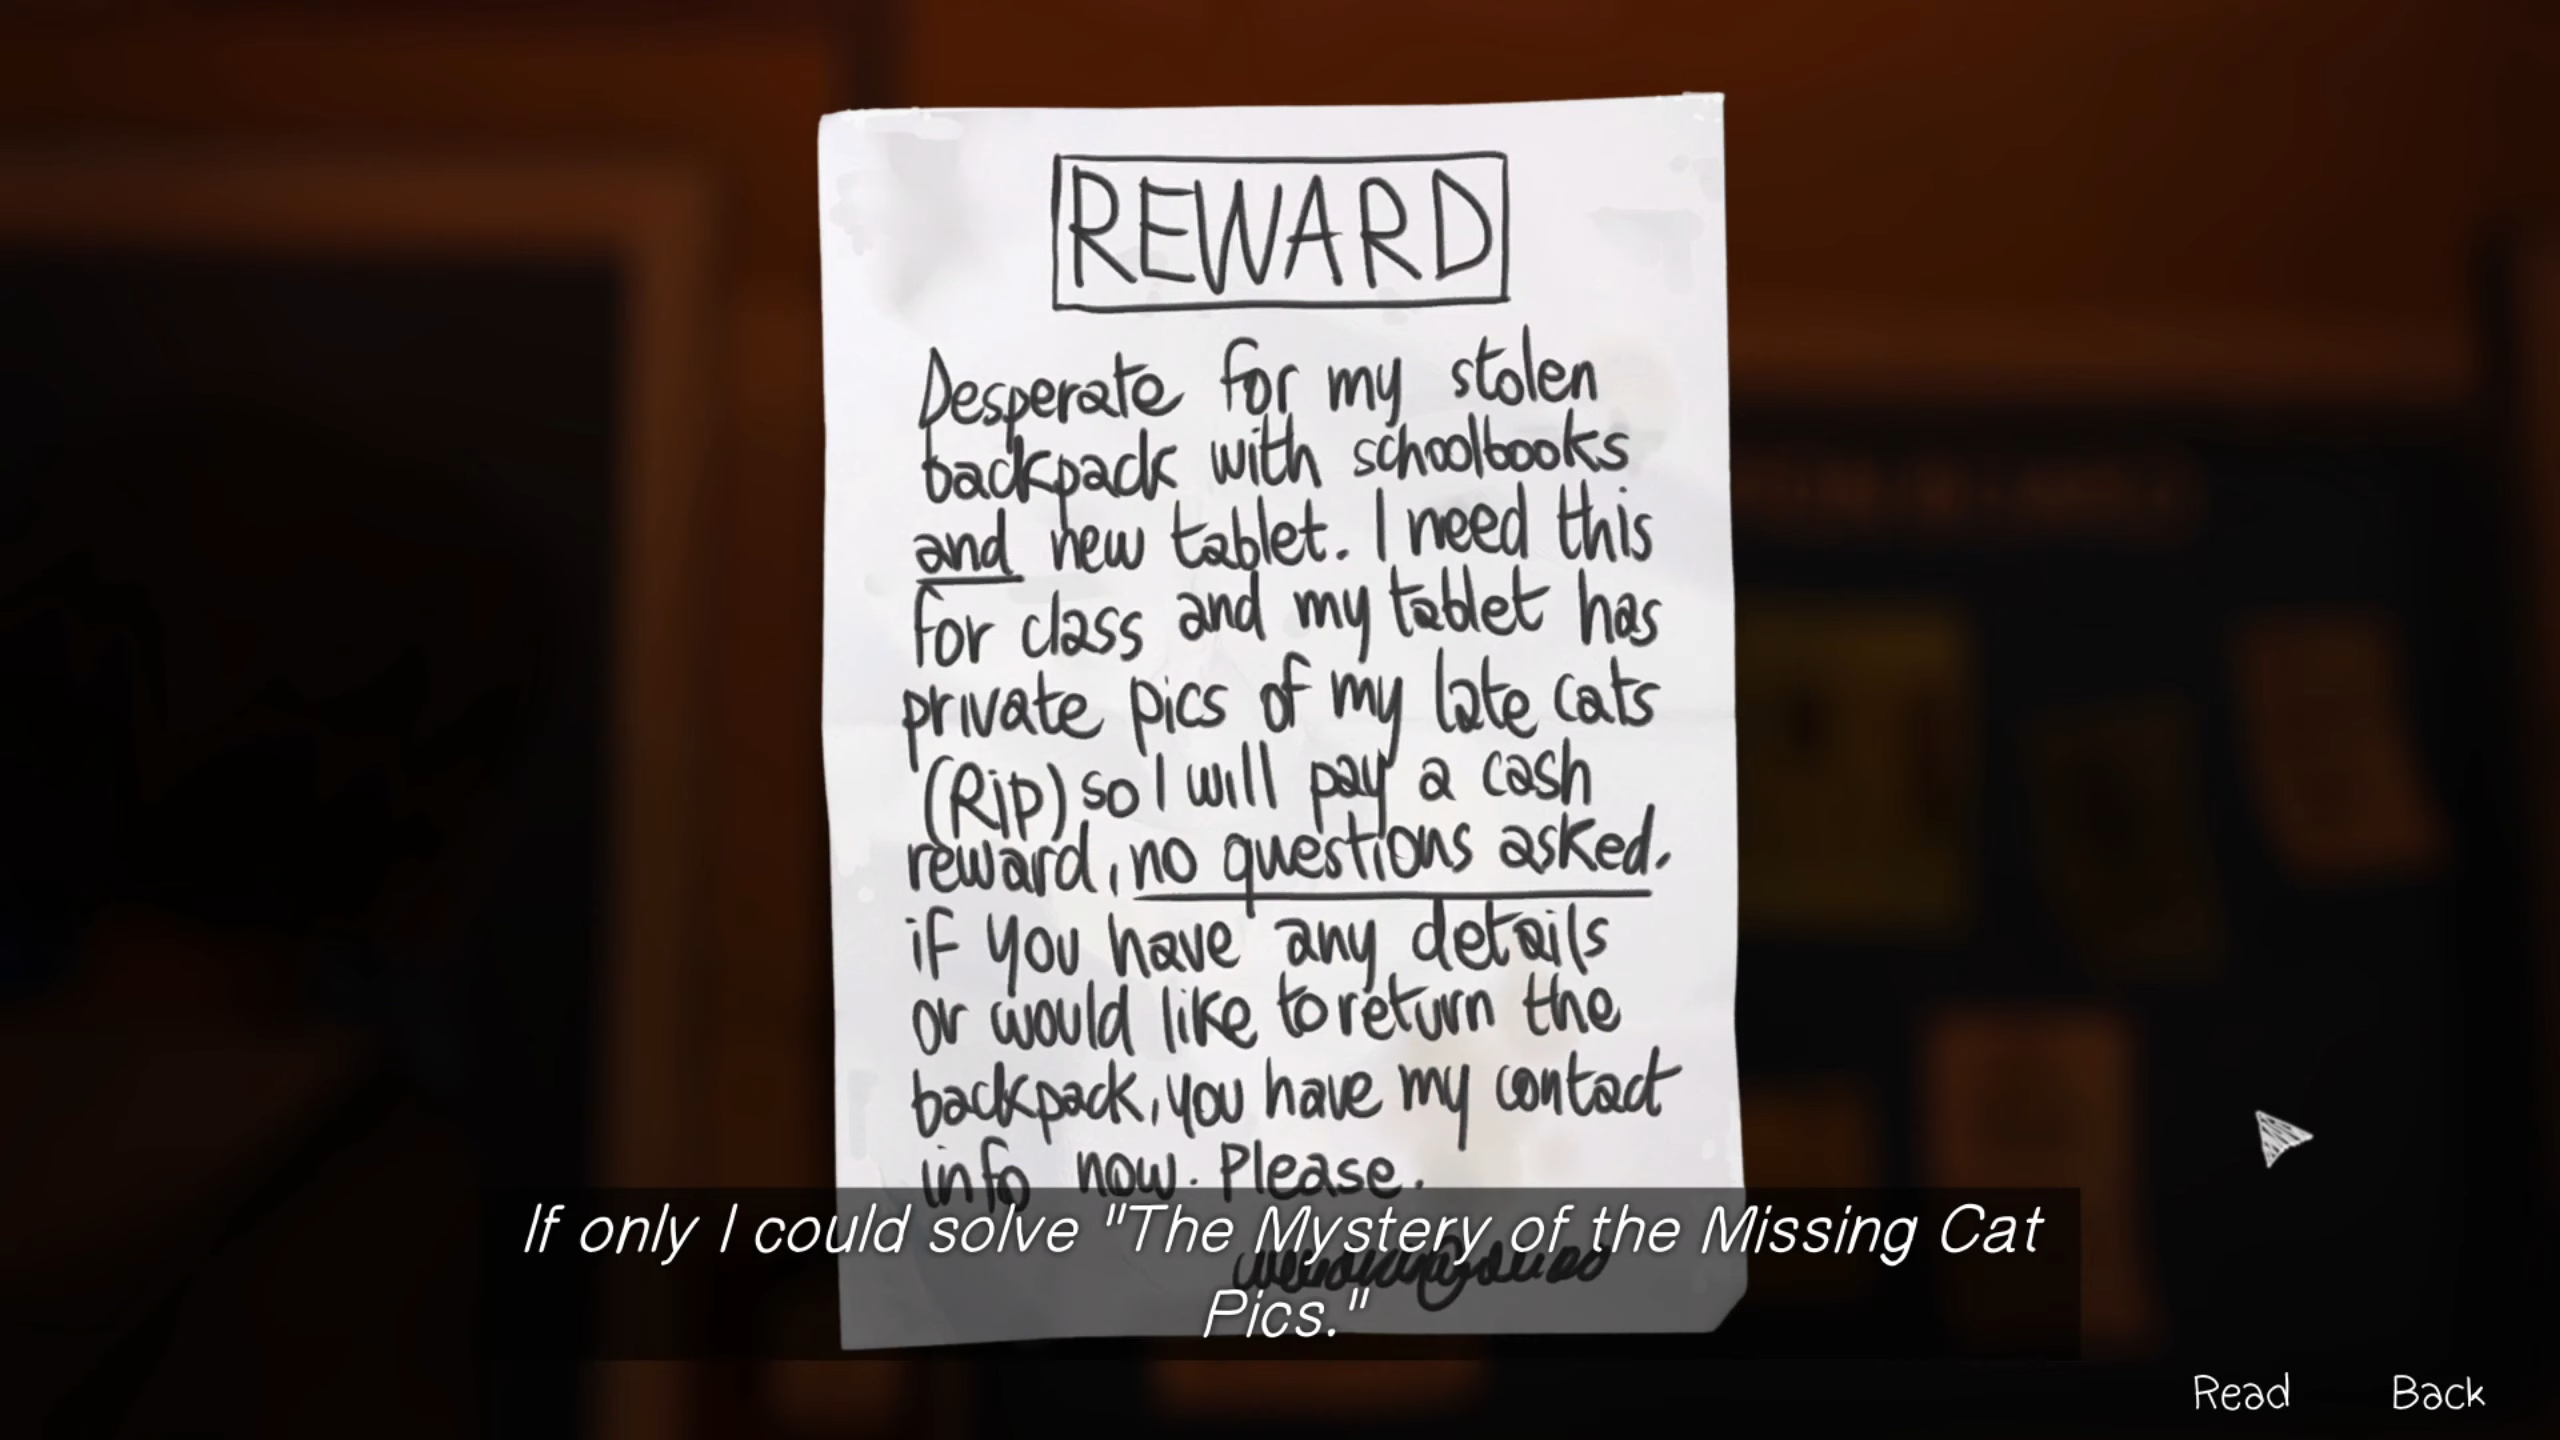 REWARD
Desperate for my stolen
backpack with schoolbooks
and new tablet. I need this
for class and my tablet has
private pics of my late cats
(Rip) so I will pay a cash
reward, no questions asked.
if you have any details
or would like to return the
backpack, you have my contact
info now. Please.
If only I could solve "The Mystery of the Missing Cat
Pics."
Read
Back